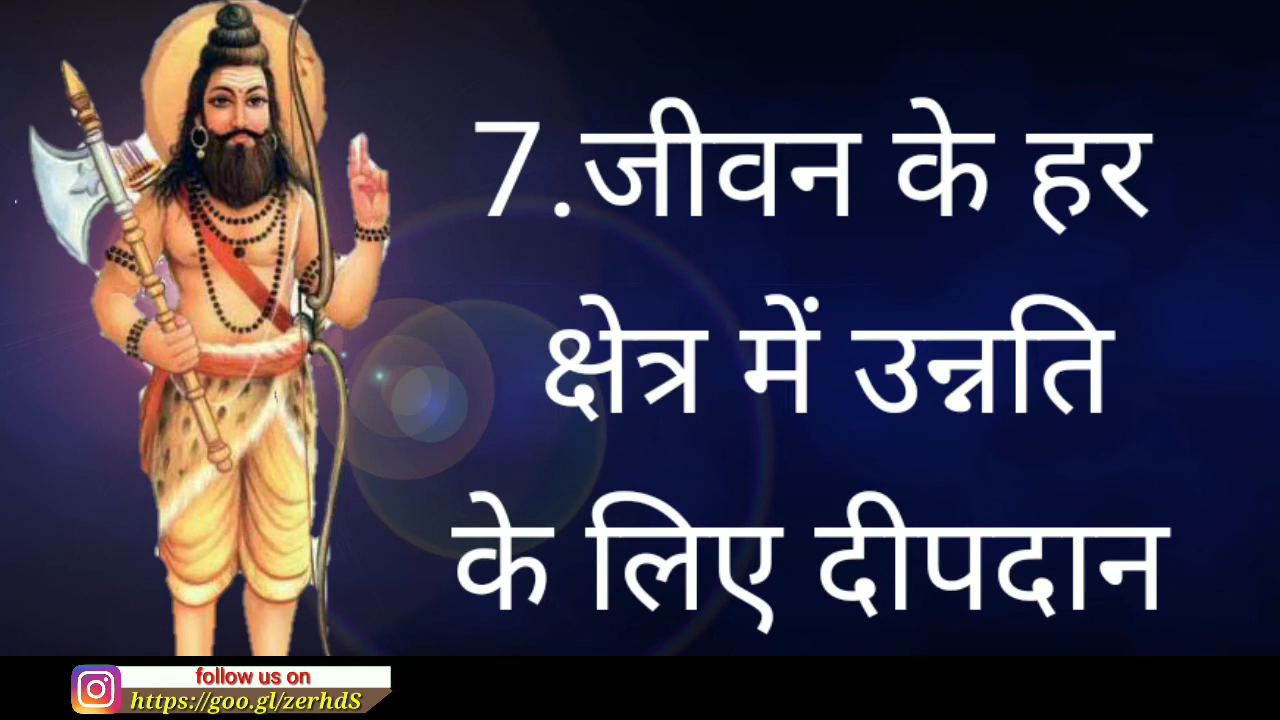 7.जीवन के हर
क्षेत्र में उन्नति
के लिए दीपदान
follow us on
https://goo.gl/zerhdS